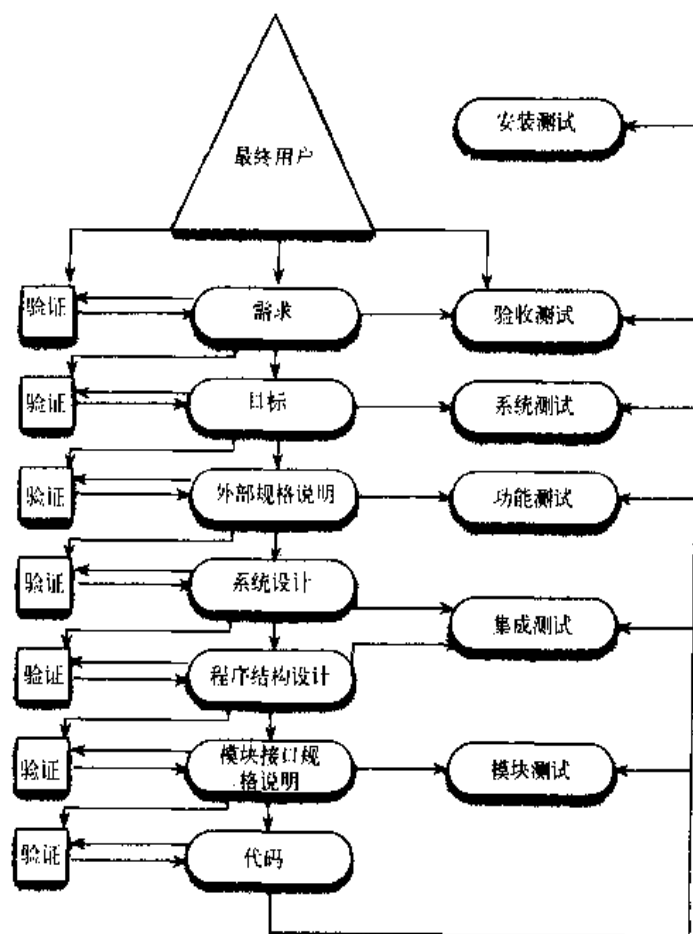 安装测试
最终用户
验证
需求
验收测试
验证
目标
系统测试
验证
外部规格说明
功能测试
验证
系统设计
集成测试
验证
程序结构设计
验证
模块接口规
格说明
模块测试
验证
代码